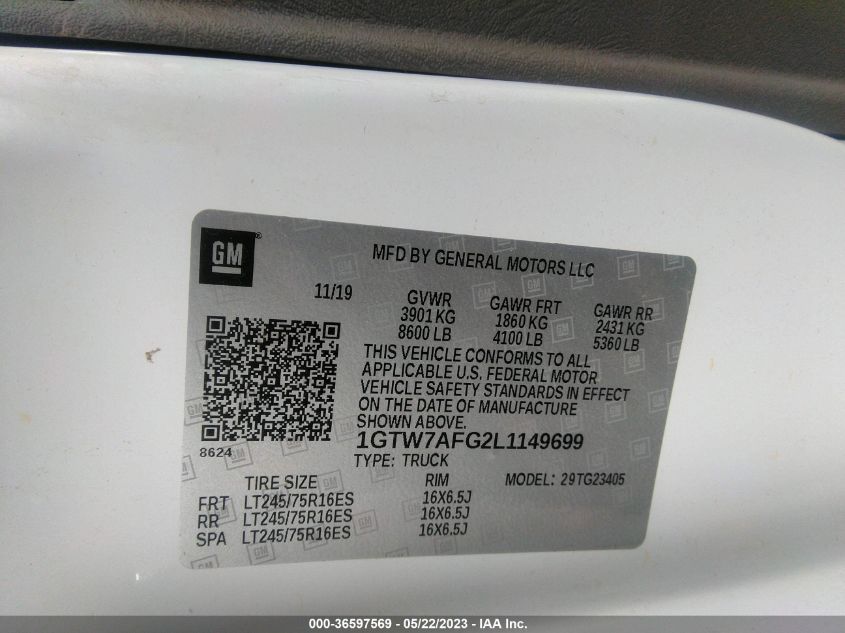 GM®
MFD BY GENERAL MOTORS LLC
11/19
GVWR GAWR FRT GAWR RR
3901 KG 1860 KG 2431 KG
8600 LB 4100 LB 5360 LB
THIS VEHICLE CONFORMS TO ALL
APPLICABLE U.S. FEDERAL MOTOR
VEHICLE SAFETY STANDARDS IN EFFECT
ON THE DATE OF MANUFACTURE
SHOWN ABOVE.
8624
1GTW7AFG2L1149699
TYPE: TRUCK
TIRE SIZE RIM MODEL: 29TG23405
FRT LT245/75R16ES 16X6.5J
RR LT245/75R16ES 16X6.5J
SPA LT245/75R16ES 16X6.5J
000-36597569 - 05/22/2023 - IAA Inc.